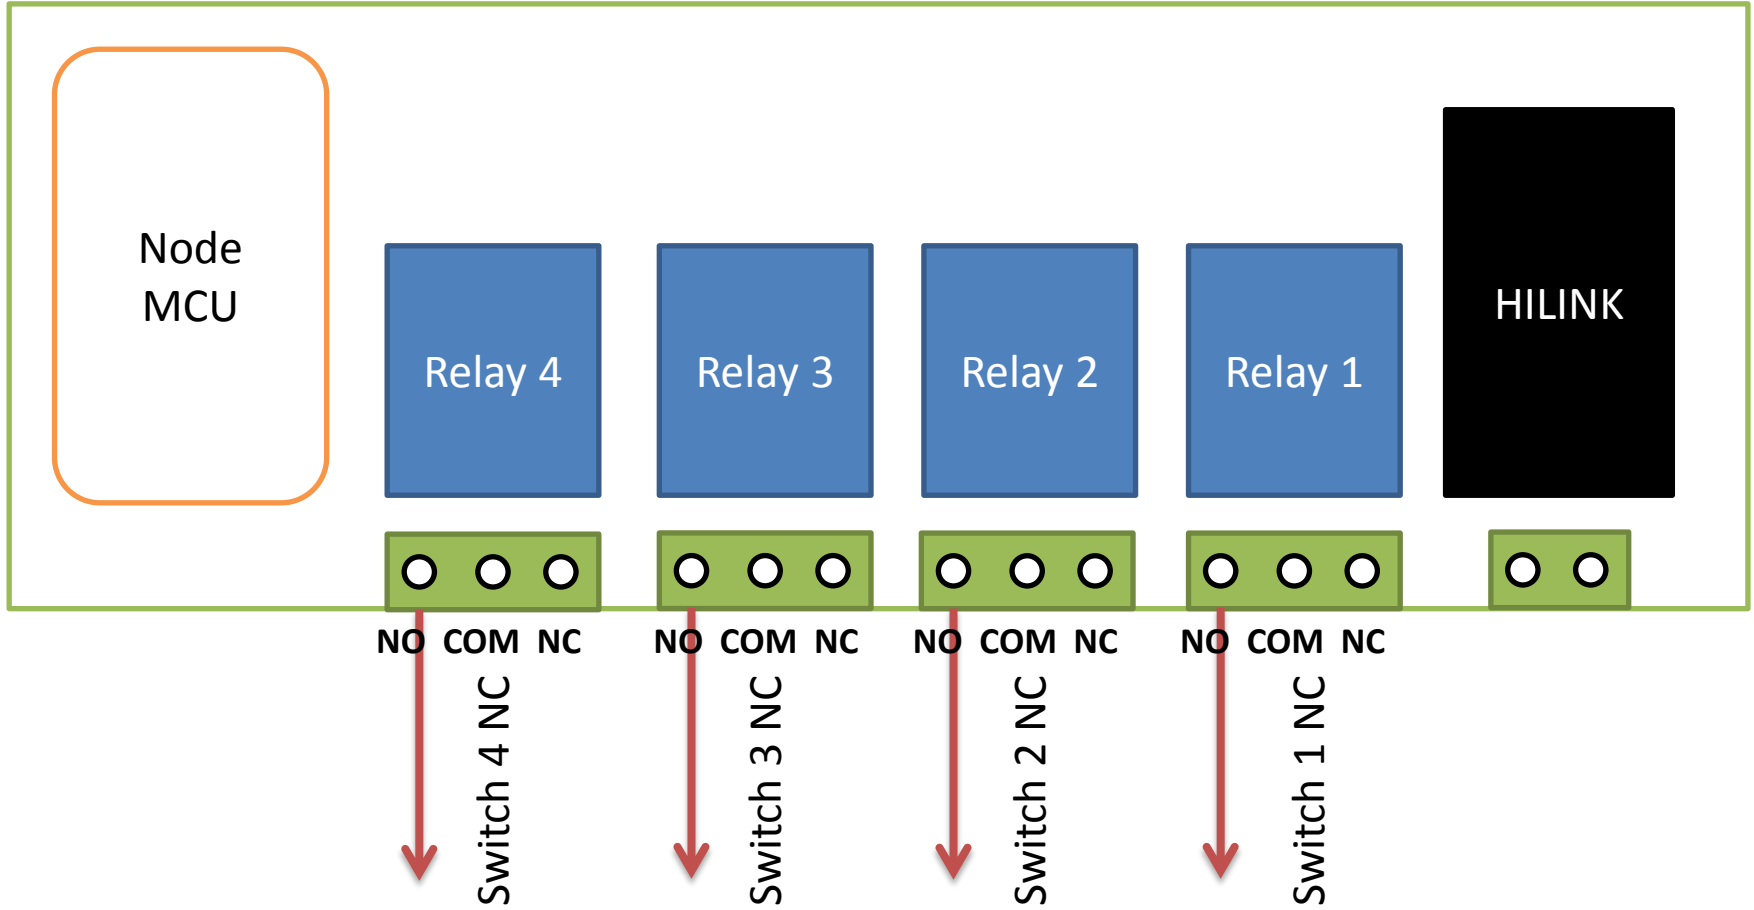 Node
MCU
Relay 4
Relay 3
Relay 2
Relay 1
HILINK
NO COM NC
NO COM NC
NO COM NC
NO COM NC
Switch 4 NC
Switch 3 NC
Switch 2 NC
Switch 1 NC